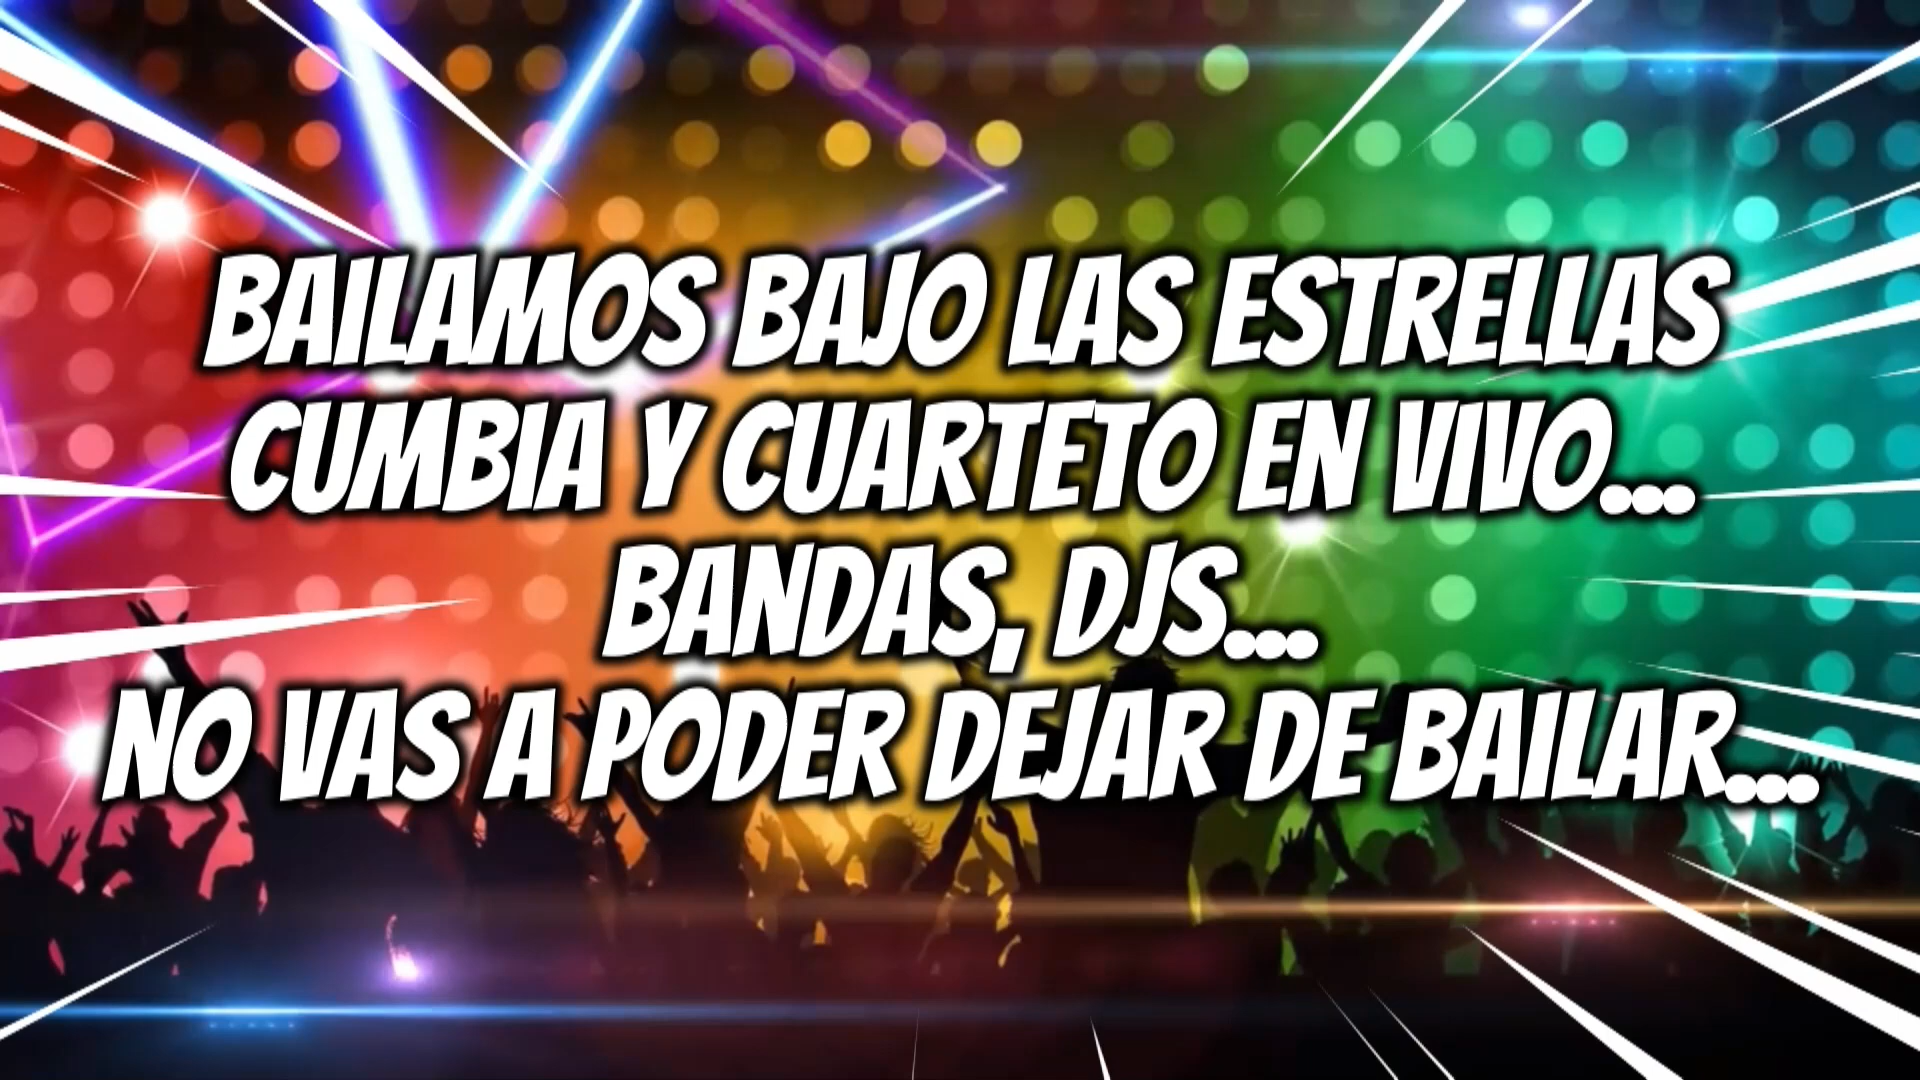 BAILAMOS BAJO LAS ESTRELLAS
CUMBIA Y CUARTETO EN VIVO...
BANDAS, DJS...
NO VAS A PODER DEJAR DE BAILAR...